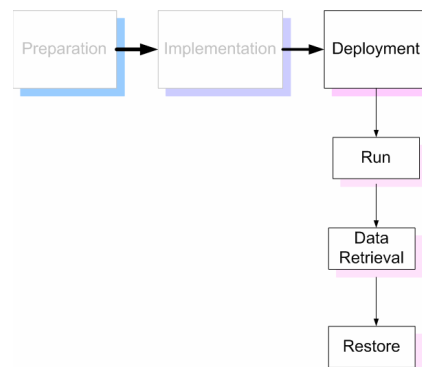 Preparation
Implementation
Deployment
Run
Data
Retrieval
Restore